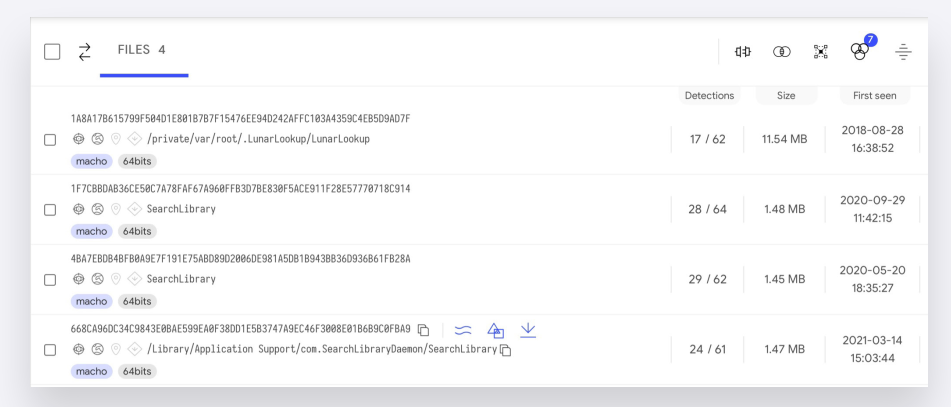 FILES 4
7
Detections Size First seen
1A8A17B615799F504D1E801B7B7F15476EE94D242AFFC103A4359C4EB5D9AD7F
/private/var/root/.LunarLookup/LunarLookup
17 / 62 11.54 MB 2018-08-28
16:38:52
macho 64bits
1F7CBBDAB36CE50C7A78FAF67A960FFB3D7BE830F5ACE911F28E57770718C914
SearchLibrary
28 / 64 1.48 MB 2020-09-29
11:42:15
macho 64bits
4BA7EBDB4BFB0A9E7F191E75ABD89D2006DE981A5DB1B943BB36D936B61FB28A
SearchLibrary
29 / 62 1.45 MB 2020-05-20
18:35:27
macho 64bits
668CA96DC34C9843E0BAE599EA0F38DD1E5B3747A9EC46F3008E01B6B9C0FBA9
/Library/Application Support/com.SearchLibraryDaemon/SearchLibrary
24 / 61 1.47 MB 2021-03-14
15:03:44
macho 64bits